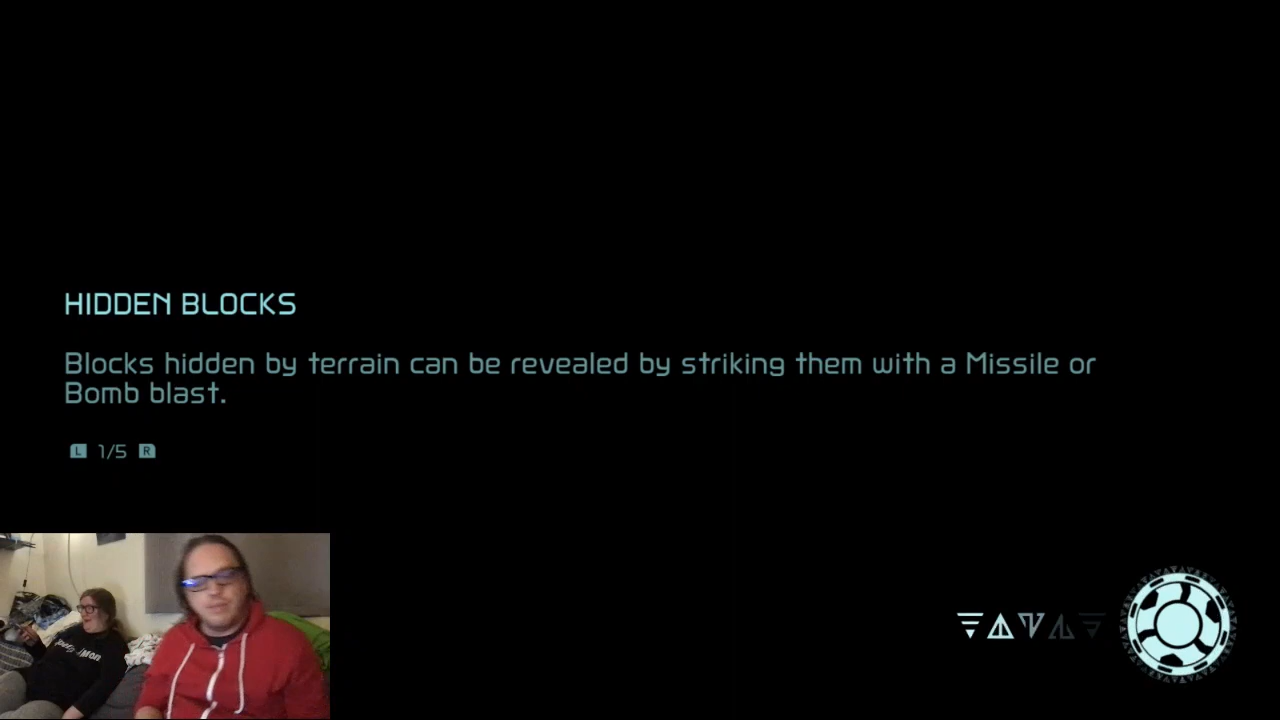 HIDDEN BLOCKS
Blocks hidden by terrain can be revealed by striking them with a Missile or
Bomb blast.
L 1/5 R